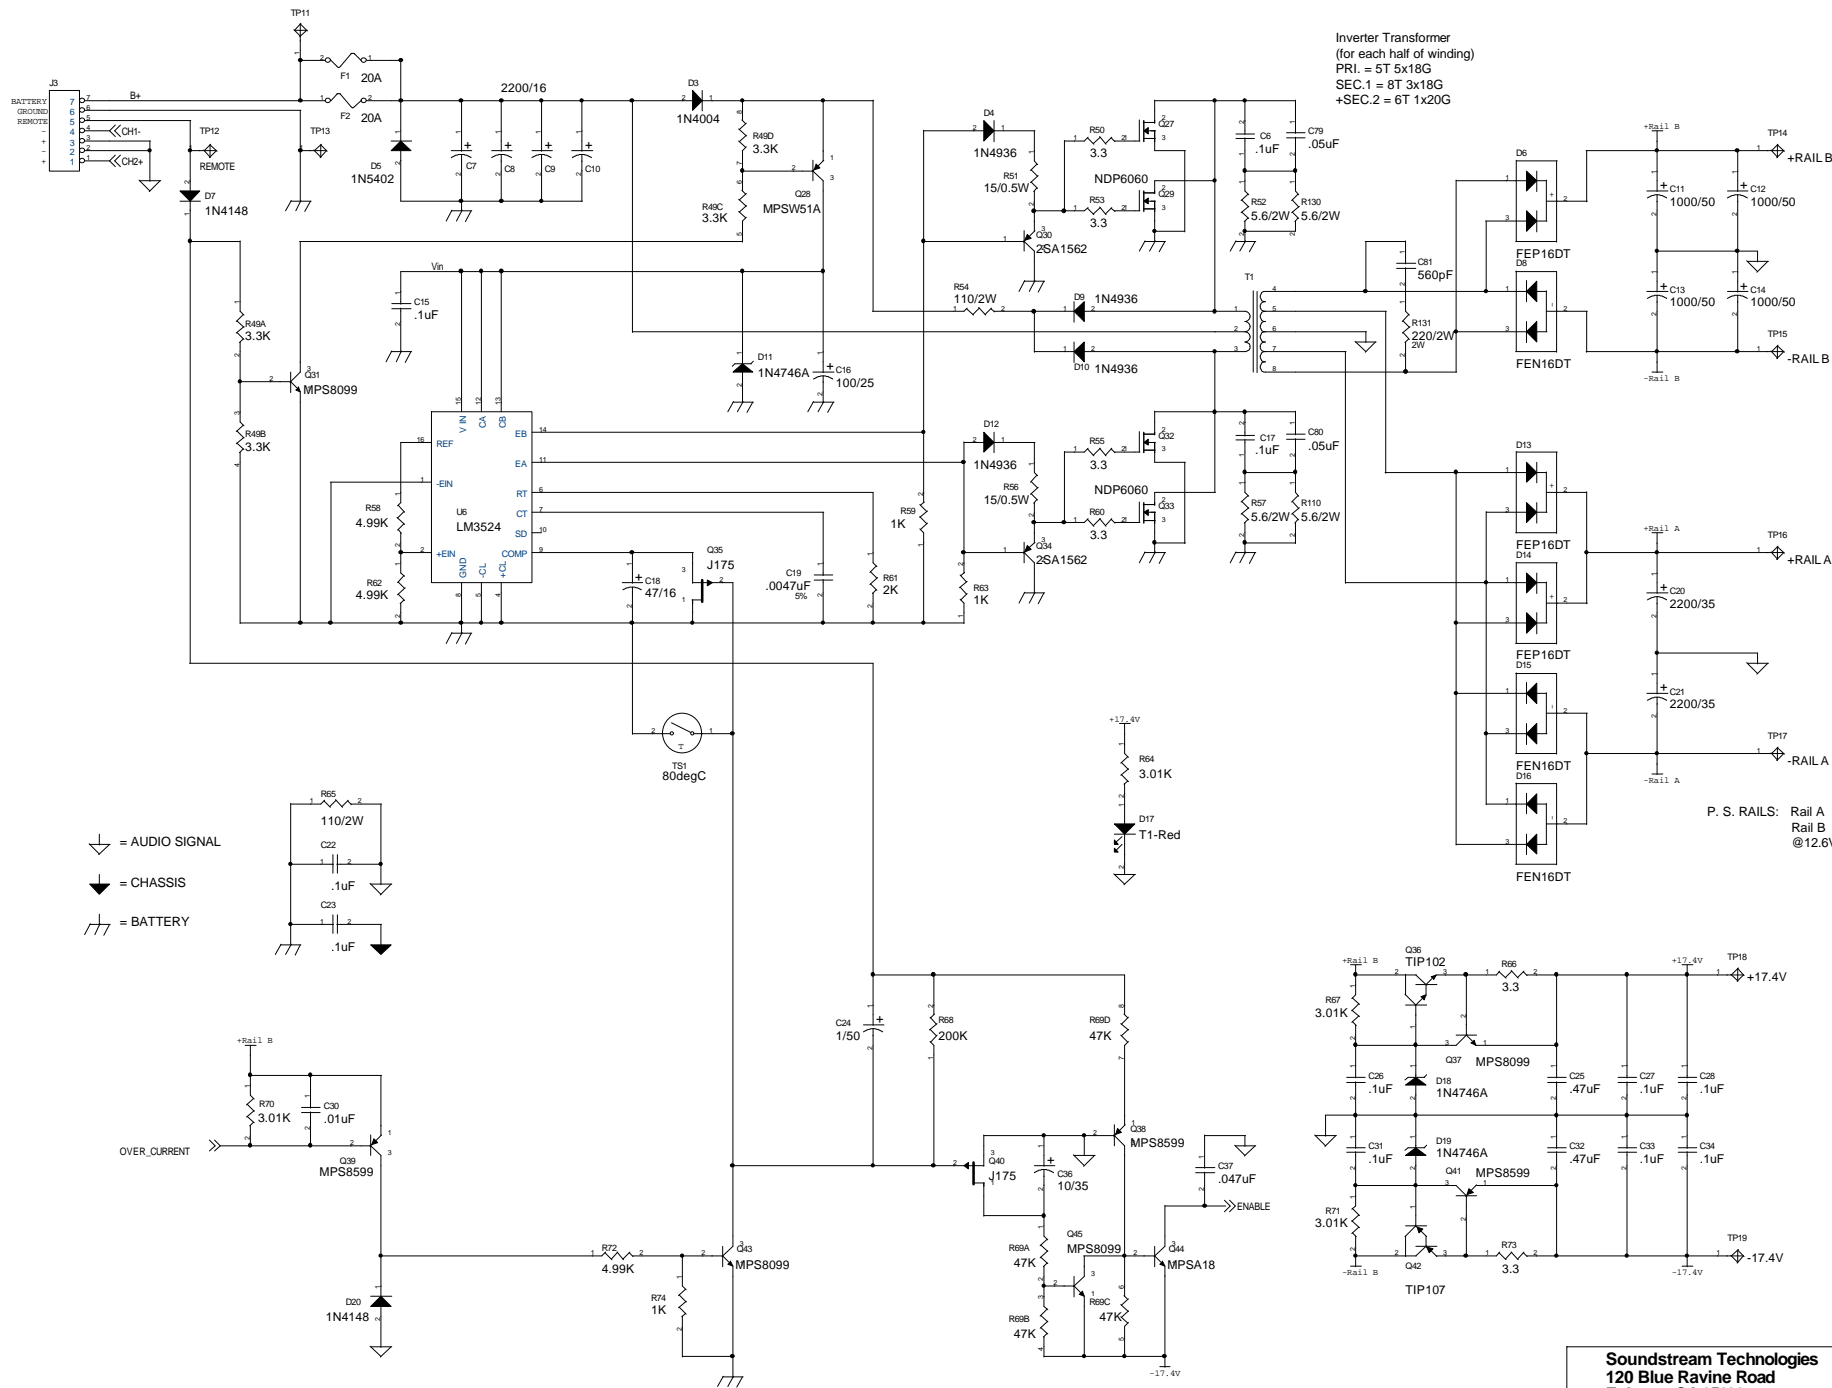 TP11
Inverter Transformer
(for each half of winding)
PRI. = 5T 5x18G
SEC.1 = 8T 3x18G
+SEC.2 = 6T 1x20G
J3
BATTERY 7
GROUND 6
REMOTE 5
- 4 CH1-
+ 3
- 2
+ 1 CH2+
B+
F1 20A
F2 20A
TP12
REMOTE
TP13
D7
1N4148
D5
1N5402
2200/16
C7
C8
C9
C10
D3
1N4004
R49D
3.3K
R49C
3.3K
Q28
MPSW51A
D4
1N4936
R51
15/0.5W
R50
3.3
Q27
NDP6060
R53
3.3
Q29
Q30
2SA1562
C6
.1uF
C79
.05uF
R52
5.6/2W
R130
5.6/2W
D6
FEP16DT
D8
FEN16DT
+Rail B
TP14
+RAIL B
C11
1000/50
C12
1000/50
C13
1000/50
C14
1000/50
TP15
-RAIL B
-Rail B
C81
560pF
R131
220/2W
2W
T1
R54
110/2W
D9
1N4936
D10
1N4936
Vin
C15
.1uF
R49A
3.3K
Q31
MPS8099
R49B
3.3K
D11
1N4746A
C16
100/25
V IN
CA
CB
REF
-EIN
+EIN
GND
-CL
+CL
EB
EA
RT
CT
SD
COMP
U6
LM3524
R58
4.99K
R62
4.99K
C18
47/16
Q35
J175
C19
.0047uF
5%
R61
2K
R59
1K
R63
1K
D12
1N4936
R56
15/0.5W
R55
3.3
Q32
NDP6060
R60
3.3
Q33
Q34
2SA1562
C17
.1uF
C80
.05uF
R57
5.6/2W
R110
5.6/2W
D13
FEP16DT
D14
FEP16DT
D15
FEN16DT
D16
FEN16DT
+Rail A
TP16
+RAIL A
C20
2200/35
C21
2200/35
TP17
-RAIL A
-Rail A
P. S. RAILS: Rail A
Rail B
TS1
80degC
+17.4V
R64
3.01K
D17
T1-Red
= AUDIO SIGNAL
= CHASSIS
= BATTERY
R65
110/2W
C22
.1uF
C23
.1uF
+Rail B
R70
3.01K
C30
.01uF
OVER_CURRENT
Q39
MPS8599
D20
1N4148
R72
4.99K
R74
1K
Q43
MPS8099
C24
1/50
R68
200K
R69D
47K
Q38
MPS8599
Q40
J175
C36
10/35
C37
.047uF
ENABLE
R69A
47K
Q45
MPS8099
R69B
47K
R69C
47K
Q44
MPSA18
-17.4V
+Rail B
Q36
TIP102
R66
3.3
+17.4V
TP18
+17.4V
R67
3.01K
Q37
MPS8099
C26
.1uF
D18
1N4746A
C25
.47uF
C27
.1uF
C28
.1uF
C31
.1uF
D19
1N4746A
C32
.47uF
C33
.1uF
C34
.1uF
Q41
MPS8599
R71
3.01K
-Rail B
Q42
TIP107
R73
3.3
TP19
-17.4V
-17.4V
Soundstream Technologies
120 Blue Ravine Road